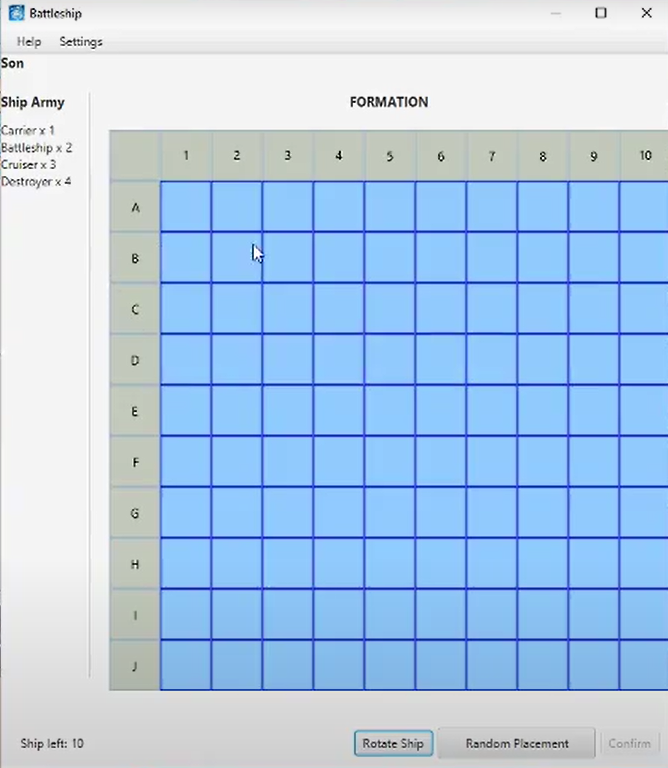 Battleship
Help Settings
Son
Ship Army
FORMATION
Carrier x 1
Battleship x 2
Cruiser x 3
Destroyer x 4
1 2 3 4 5 6 7 8 9 10
A
B
C
D
E
F
G
H
I
J
Ship left: 10
Rotate Ship
Random Placement
Confirm